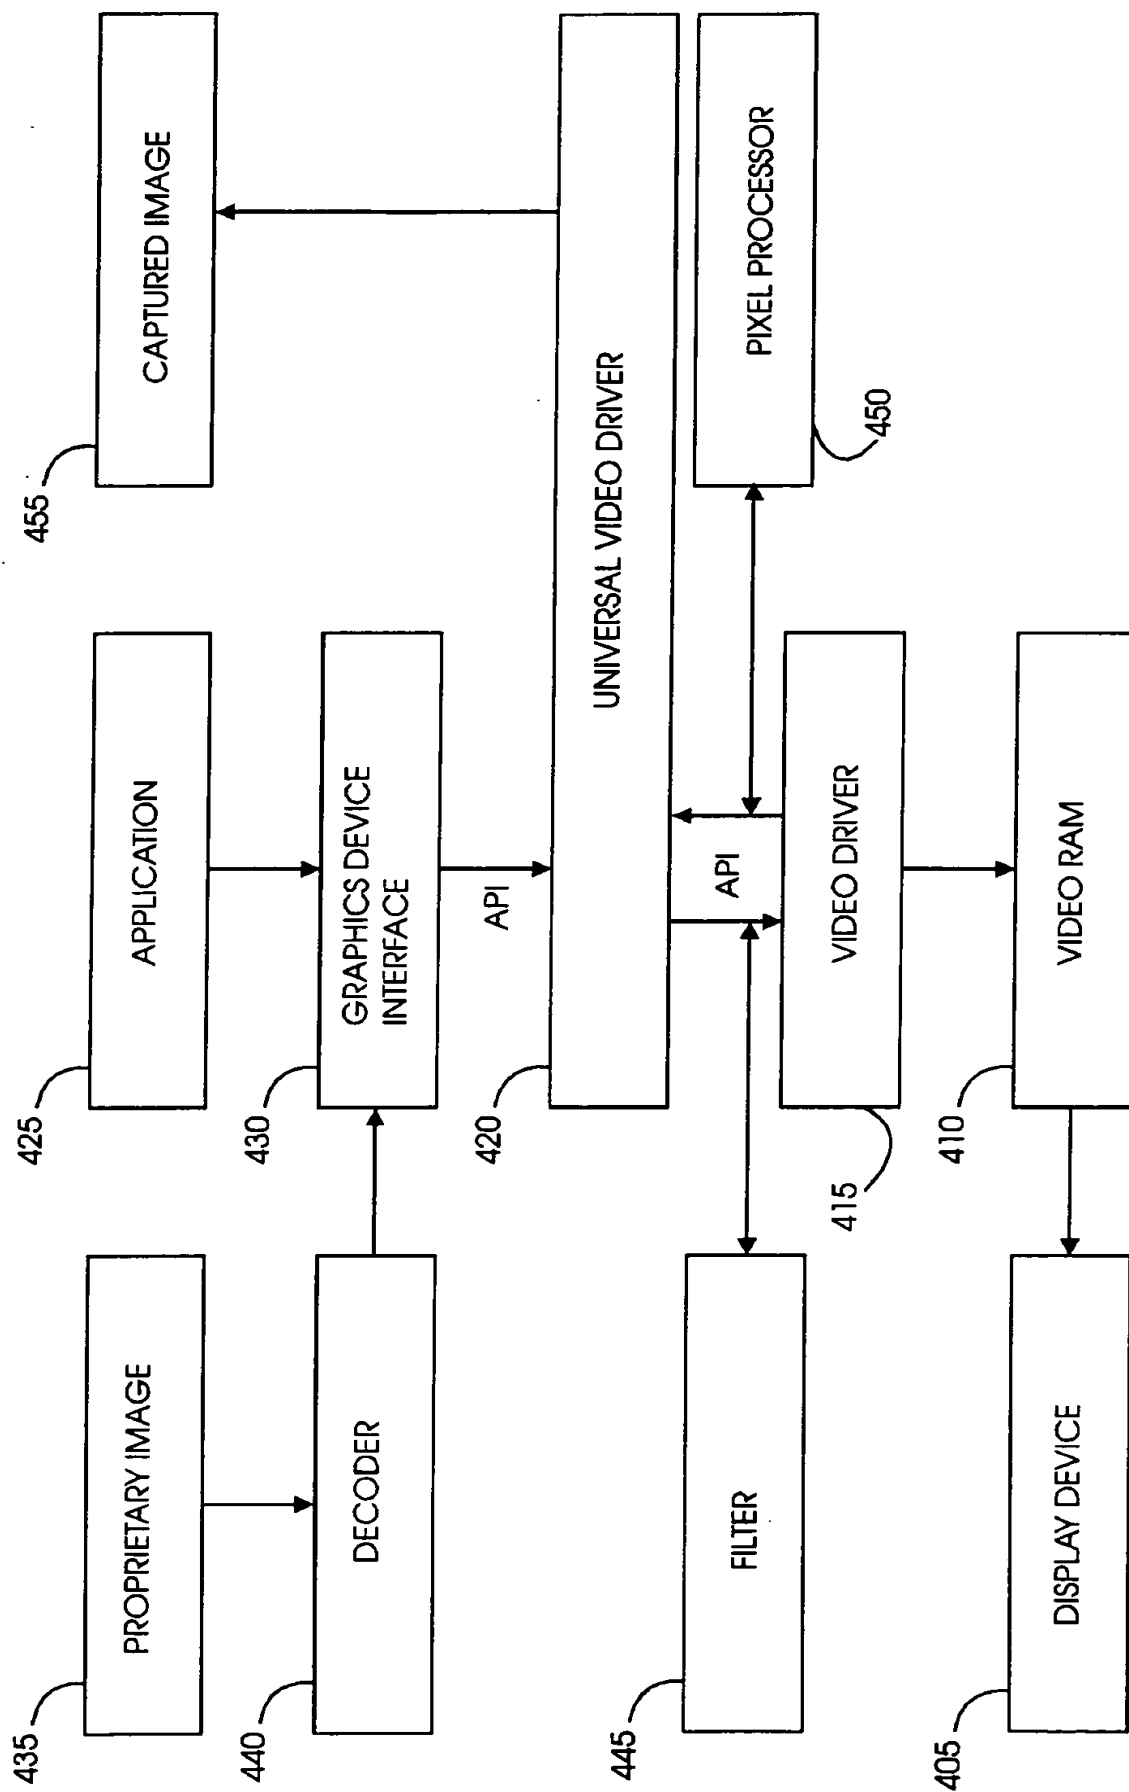 435
PROPRIETARY IMAGE
425
APPLICATION
455
CAPTURED IMAGE
440
DECODER
430
GRAPHICS DEVICE
INTERFACE
API
420
UNIVERSAL VIDEO DRIVER
445
FILTER
API
415
VIDEO DRIVER
PIXEL PROCESSOR
450
405
DISPLAY DEVICE
410
VIDEO RAM